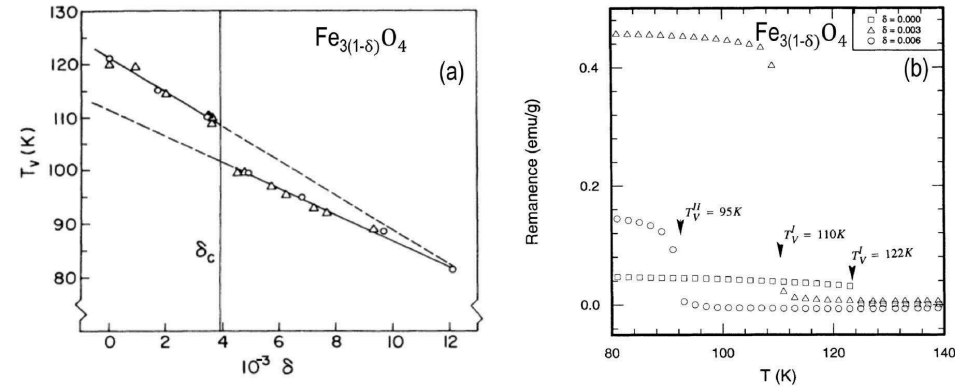 Fe3(1-δ)O4
(a)
130
120
110
100
90
80
70
Tv (K)
δc
0
2
4
6
8
10
12
10⁻³ δ
Fe3(1-δ)O4
(b)
δ = 0.000
δ = 0.003
δ = 0.006
0.4
0.2
0.0
Remanence (emu/g)
T_V^II = 95K
T_V^I = 110K
T_V^I = 122K
80
100
120
140
T (K)